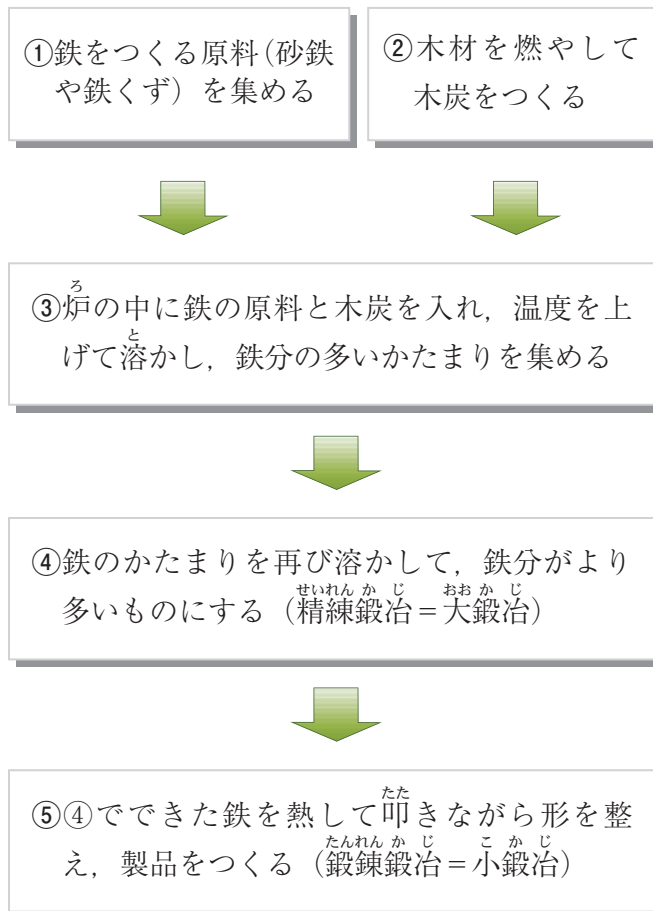 ①鉄をつくる原料(砂鉄
や鉄くず)を集める
②木材を燃やして
木炭をつくる
ろ
③炉の中に鉄の原料と木炭を入れ，温度を上
と
げて溶かし，鉄分の多いかたまりを集める
④鉄のかたまりを再び溶かして，鉄分がより
せいれんかじ おおかじ
多いものにする（精練鍛冶＝大鍛冶）
たた
⑤④でできた鉄を熱して叩きながら形を整
たんれんかじ こかじ
え，製品をつくる（鍛錬鍛冶＝小鍛冶）